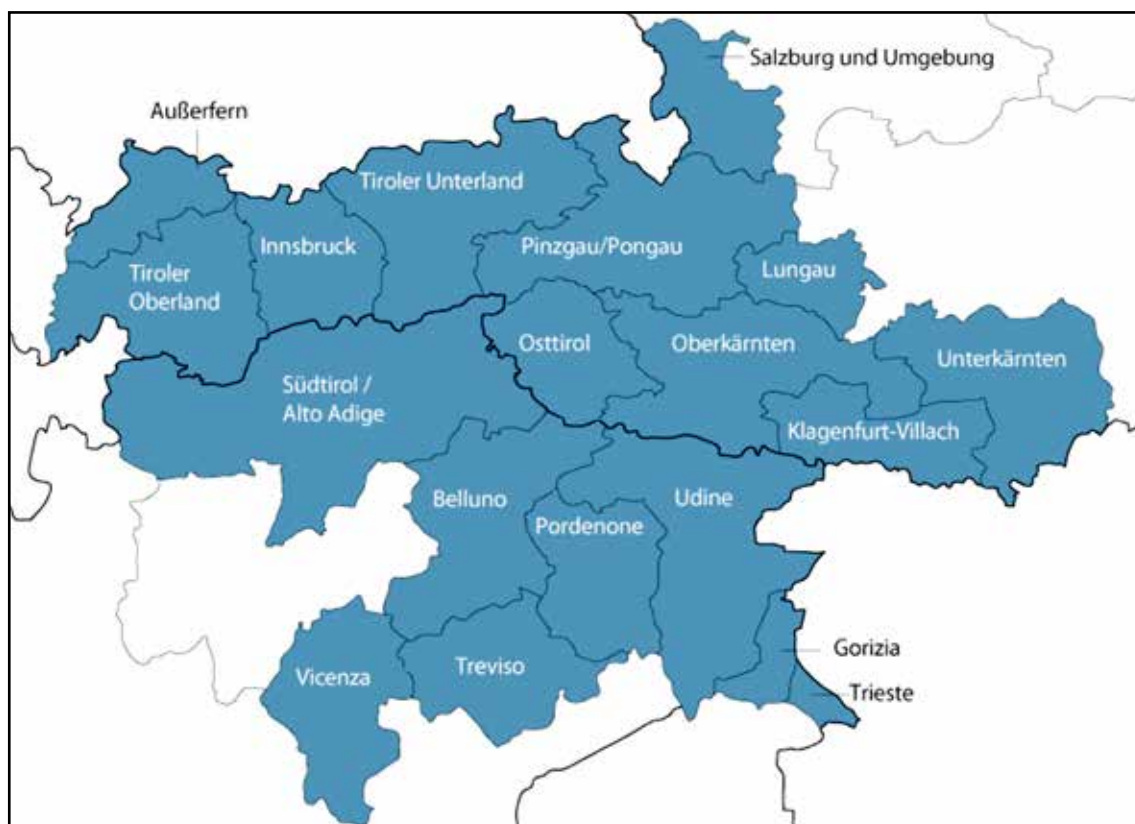 Salzburg und Umgebung
Außerfern
Tiroler Unterland
Innsbruck
Pinzgau/Pongau
Tiroler
Oberland
Lungau
Osttirol
Oberkärnten
Unterkärnten
Südtirol /
Alto Adige
Klagenfurt-Villach
Belluno
Udine
Pordenone
Gorizia
Treviso
Vicenza
Trieste